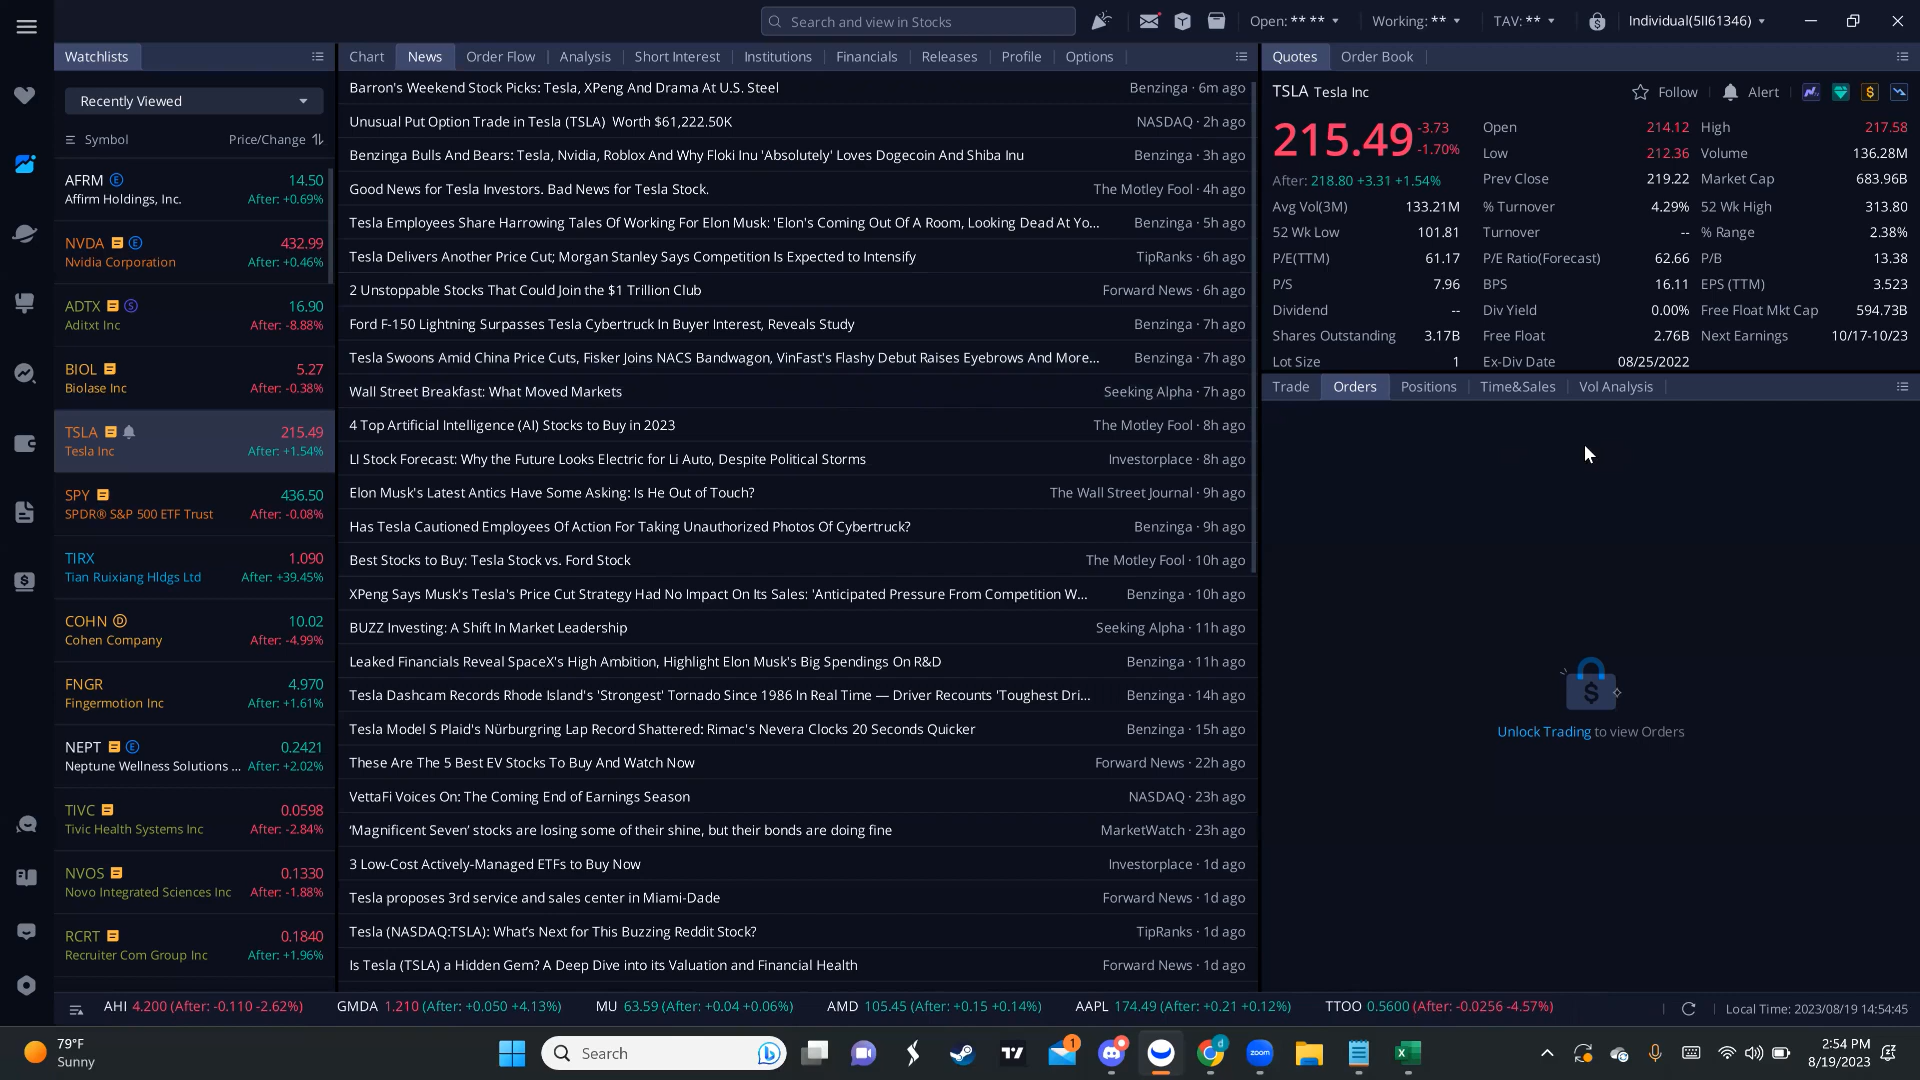 Search and view in Stocks
Open: ** **
Working: **
TAV: **
Individual(5II61346)
Watchlists
Chart
News
Order Flow
Analysis
Short Interest
Institutions
Financials
Releases
Profile
Options
Quotes
Order Book
Recently Viewed
Symbol
Price/Change
AFRM E 14.50
Affirm Holdings, Inc. After: +0.69%
NVDA E 432.99
Nvidia Corporation After: +0.46%
ADTX S 16.90
Aditxt Inc After: -8.88%
BIOL 5.27
Biolase Inc After: -0.38%
TSLA 215.49
Tesla Inc After: +1.54%
SPY 436.50
SPDR® S&P 500 ETF Trust After: -0.08%
TIRX 1.090
Tian Ruixiang Hldgs Ltd After: +39.45%
COHN D 10.02
Cohen Company After: -4.99%
FNGR 4.970
Fingermotion Inc After: +1.61%
NEPT E 0.2421
Neptune Wellness Solutions ... After: +2.02%
TIVC 0.0598
Tivic Health Systems Inc After: -2.84%
NVOS 0.1330
Novo Integrated Sciences Inc After: -1.88%
RCRT 0.1840
Recruiter Com Group Inc After: +1.96%
Barron's Weekend Stock Picks: Tesla, XPeng And Drama At U.S. Steel Benzinga · 6m ago
Unusual Put Option Trade in Tesla (TSLA) Worth $61,222.50K NASDAQ · 2h ago
Benzinga Bulls And Bears: Tesla, Nvidia, Roblox And Why Floki Inu 'Absolutely' Loves Dogecoin And Shiba Inu Benzinga · 3h ago
Good News for Tesla Investors. Bad News for Tesla Stock. The Motley Fool · 4h ago
Tesla Employees Share Harrowing Tales Of Working For Elon Musk: 'Elon's Coming Out Of A Room, Looking Dead At Yo... Benzinga · 5h ago
Tesla Delivers Another Price Cut; Morgan Stanley Says Competition Is Expected to Intensify TipRanks · 6h ago
2 Unstoppable Stocks That Could Join the $1 Trillion Club Forward News · 6h ago
Ford F-150 Lightning Surpasses Tesla Cybertruck In Buyer Interest, Reveals Study Benzinga · 7h ago
Tesla Swoons Amid China Price Cuts, Fisker Joins NACS Bandwagon, VinFast's Flashy Debut Raises Eyebrows And More... Benzinga · 7h ago
Wall Street Breakfast: What Moved Markets Seeking Alpha · 7h ago
4 Top Artificial Intelligence (AI) Stocks to Buy in 2023 The Motley Fool · 8h ago
LI Stock Forecast: Why the Future Looks Electric for Li Auto, Despite Political Storms Investorplace · 8h ago
Elon Musk's Latest Antics Have Some Asking: Is He Out of Touch? The Wall Street Journal · 9h ago
Has Tesla Cautioned Employees Of Action For Taking Unauthorized Photos Of Cybertruck? Benzinga · 9h ago
Best Stocks to Buy: Tesla Stock vs. Ford Stock The Motley Fool · 10h ago
XPeng Says Musk's Tesla's Price Cut Strategy Had No Impact On Its Sales: 'Anticipated Pressure From Competition W... Benzinga · 10h ago
BUZZ Investing: A Shift In Market Leadership Seeking Alpha · 11h ago
Leaked Financials Reveal SpaceX's High Ambition, Highlight Elon Musk's Big Spendings On R&D Benzinga · 11h ago
Tesla Dashcam Records Rhode Island's 'Strongest' Tornado Since 1986 In Real Time — Driver Recounts 'Toughest Dri... Benzinga · 14h ago
Tesla Model S Plaid's Nürburgring Lap Record Shattered: Rimac's Nevera Clocks 20 Seconds Quicker Benzinga · 15h ago
These Are The 5 Best EV Stocks To Buy And Watch Now Forward News · 22h ago
VettaFi Voices On: The Coming End of Earnings Season NASDAQ · 23h ago
‘Magnificent Seven’ stocks are losing some of their shine, but their bonds are doing fine MarketWatch · 23h ago
3 Low-Cost Actively-Managed ETFs to Buy Now Investorplace · 1d ago
Tesla proposes 3rd service and sales center in Miami-Dade Forward News · 1d ago
Tesla (NASDAQ:TSLA): What’s Next for This Buzzing Reddit Stock? TipRanks · 1d ago
Is Tesla (TSLA) a Hidden Gem? A Deep Dive into its Valuation and Financial Health Forward News · 1d ago
TSLA Tesla Inc Follow Alert
215.49 -3.73 -1.70%
After: 218.80 +3.31 +1.54%
Open 214.12 High 217.58
Low 212.36 Volume 136.28M
Prev Close 219.22 Market Cap 683.96B
Avg Vol(3M) 133.21M % Turnover 4.29% 52 Wk High 313.80
52 Wk Low 101.81 Turnover -- % Range 2.38%
P/E(TTM) 61.17 P/E Ratio(Forecast) 62.66 P/B 13.38
P/S 7.96 BPS 16.11 EPS (TTM) 3.523
Dividend -- Div Yield 0.00% Free Float Mkt Cap 594.73B
Shares Outstanding 3.17B Free Float 2.76B Next Earnings 10/17-10/23
Lot Size 1 Ex-Div Date 08/25/2022
Trade
Orders
Positions
Time&Sales
Vol Analysis
Unlock Trading to view Orders
AHI 4.200 (After: -0.110 -2.62%) GMDA 1.210 (After: +0.050 +4.13%) MU 63.59 (After: +0.04 +0.06%) AMD 105.45 (After: +0.15 +0.14%) AAPL 174.49 (After: +0.21 +0.12%) TTOO 0.5600 (After: -0.0256 -4.57%)
Local Time: 2023/08/19 14:54:45
79°F
Sunny
Search
zoom
1
2:54 PM
8/19/2023